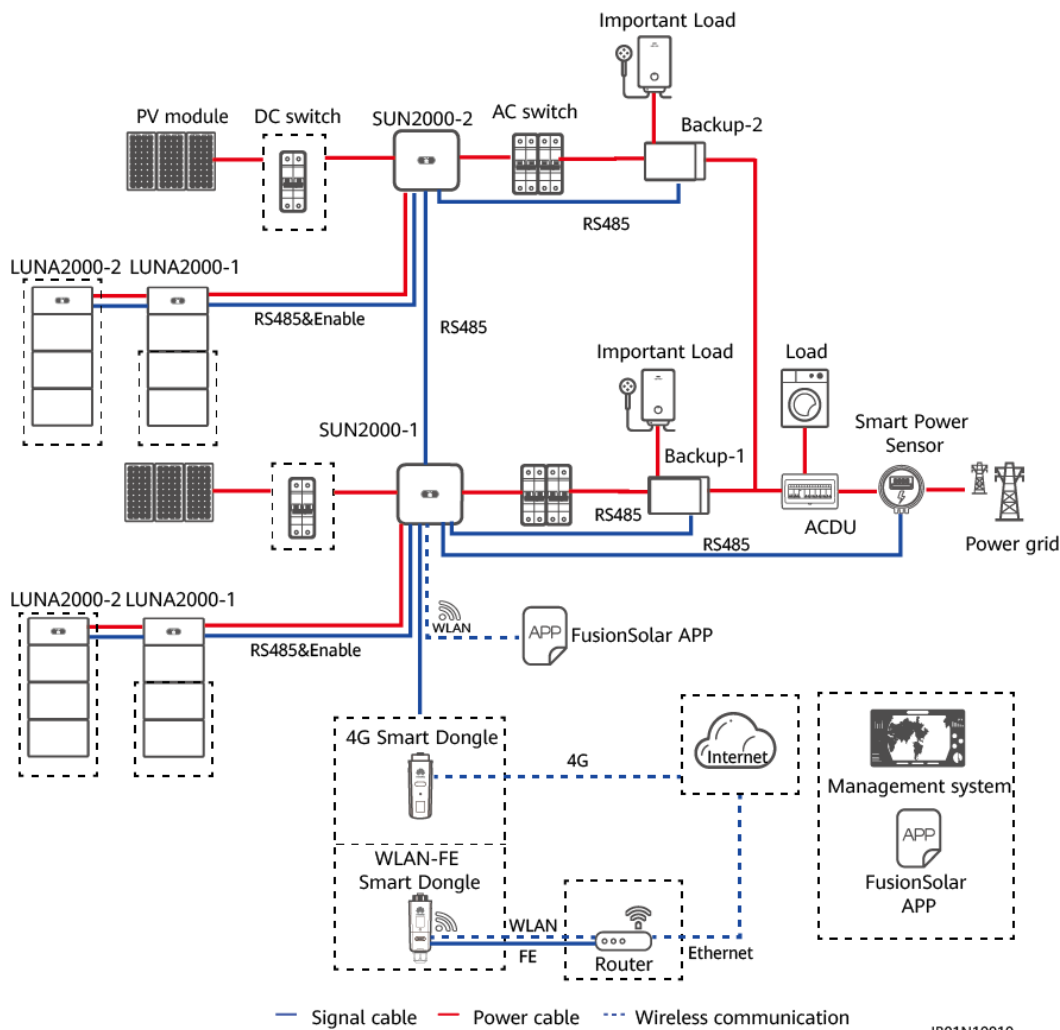 Important Load
PV module
DC switch
SUN2000-2
AC switch
Backup-2
RS485
LUNA2000-2
LUNA2000-1
RS485&Enable
RS485
Important Load
Load
SUN2000-1
Backup-1
Smart Power
Sensor
RS485
ACDU
RS485
Power grid
LUNA2000-2
LUNA2000-1
WLAN
APP
FusionSolar APP
RS485&Enable
4G Smart Dongle
4G
Internet
Management system
APP
FusionSolar
APP
WLAN-FE
Smart Dongle
WLAN
FE
Router
Ethernet
Signal cable
Power cable
Wireless communication